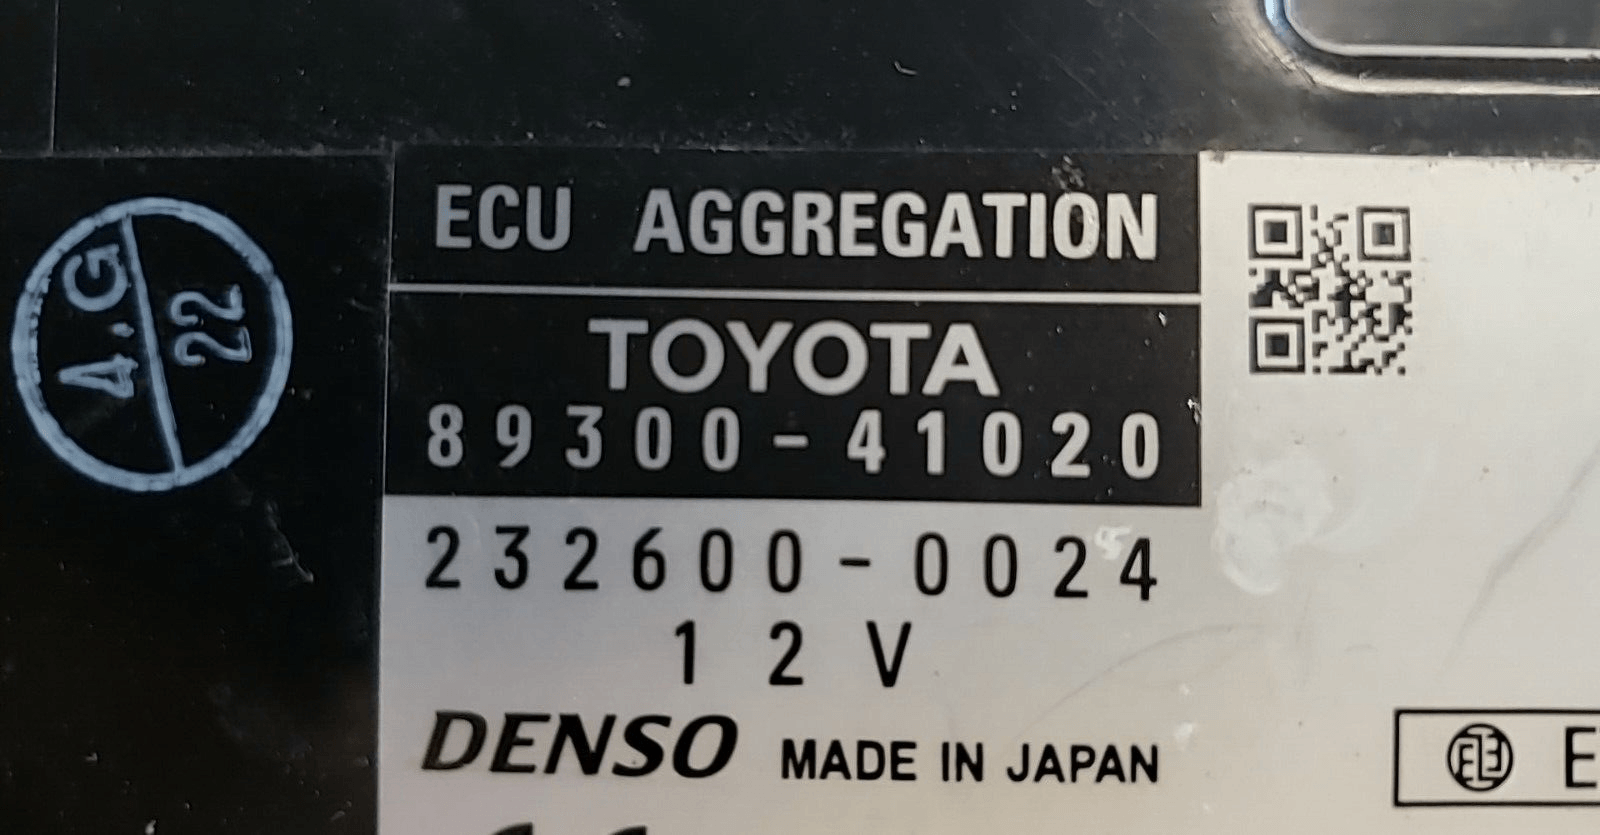 4.G
22
ECU AGGREGATION
TOYOTA
89300-41020
232600-0024
12V
DENSO MADE IN JAPAN
E